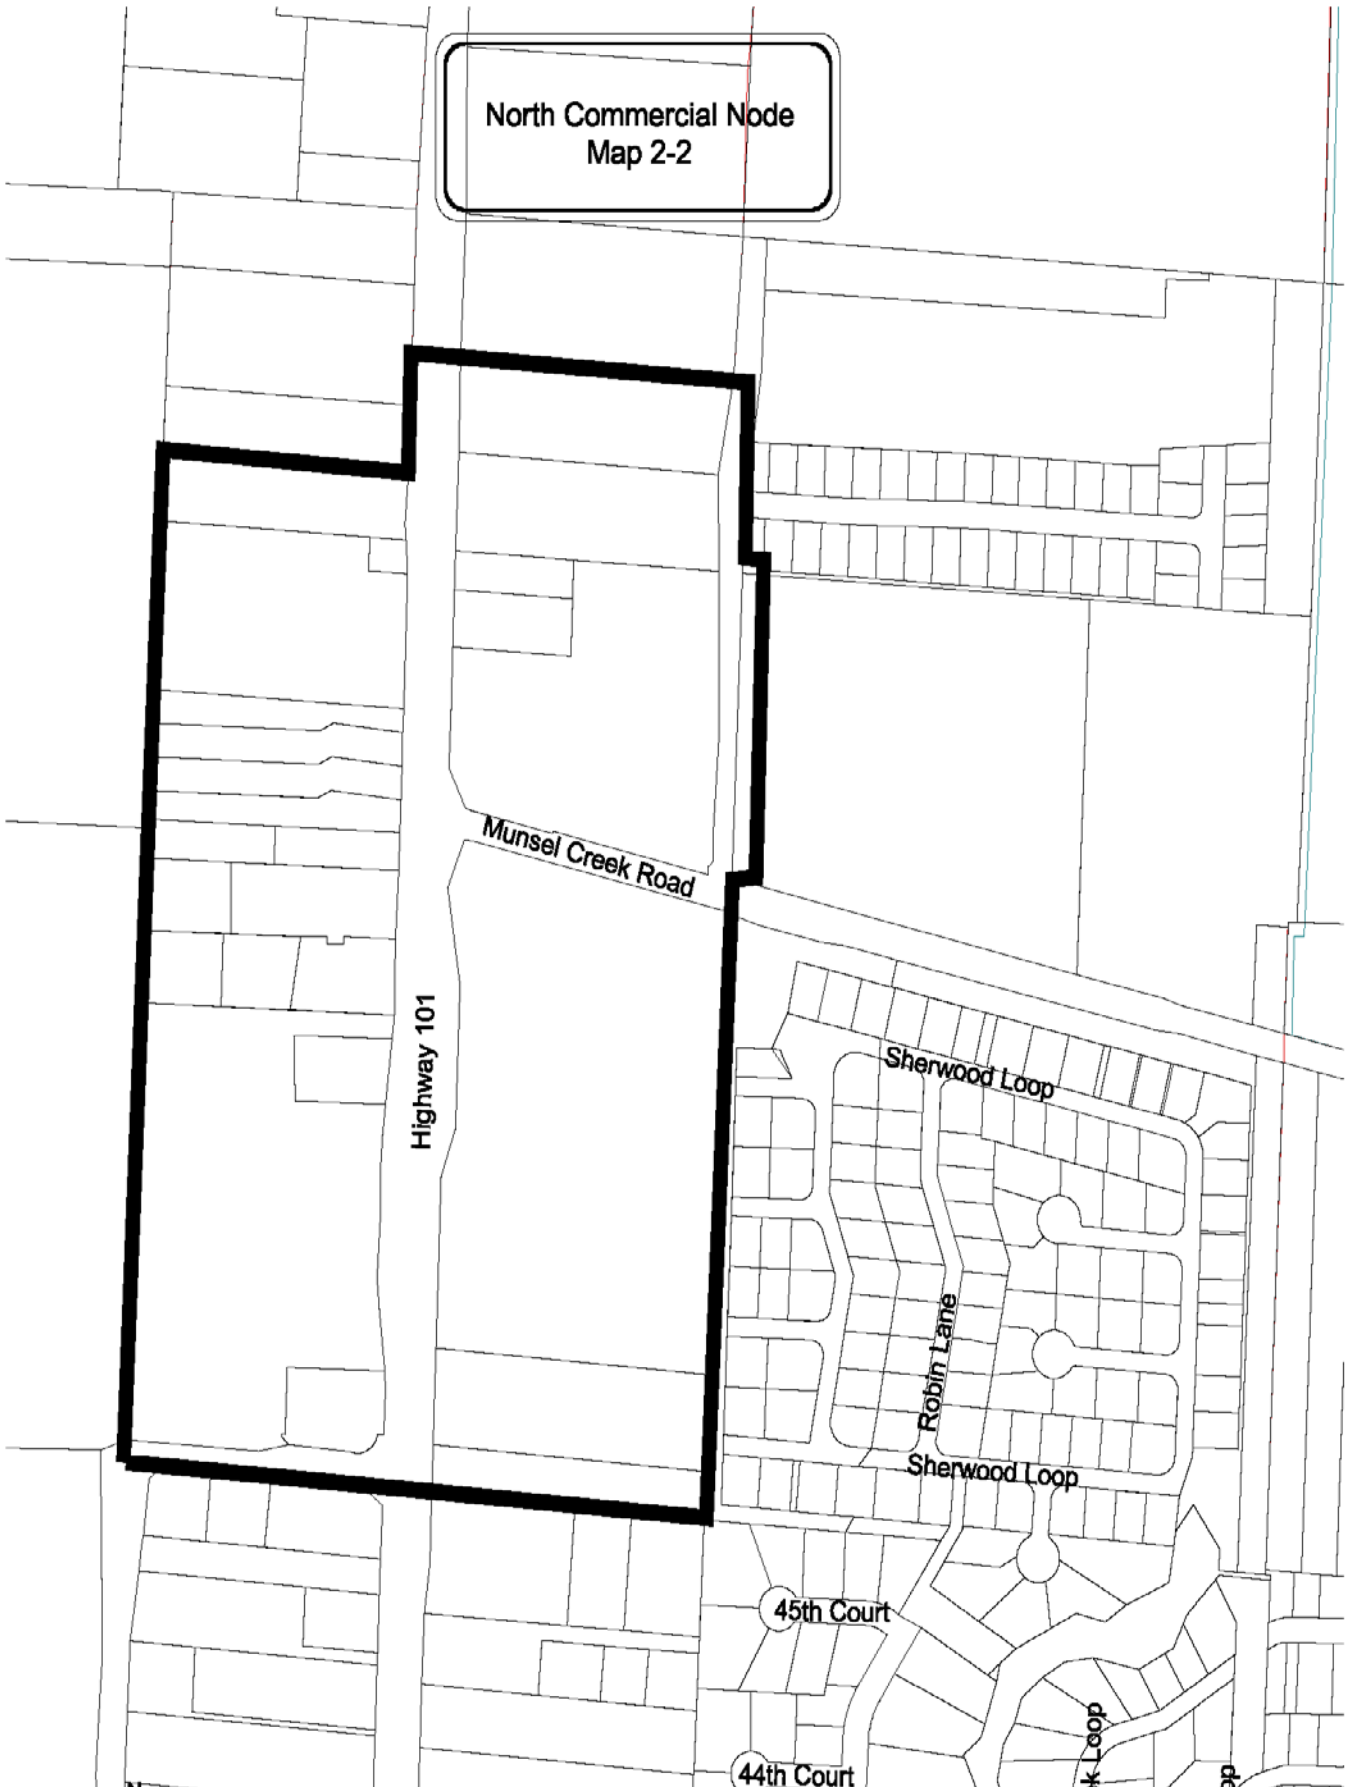 North Commercial Node
Map 2-2
Munsel Creek Road
Highway 101
Sherwood Loop
Robin Lane
Sherwood Loop
45th Court
k Loop
44th Court